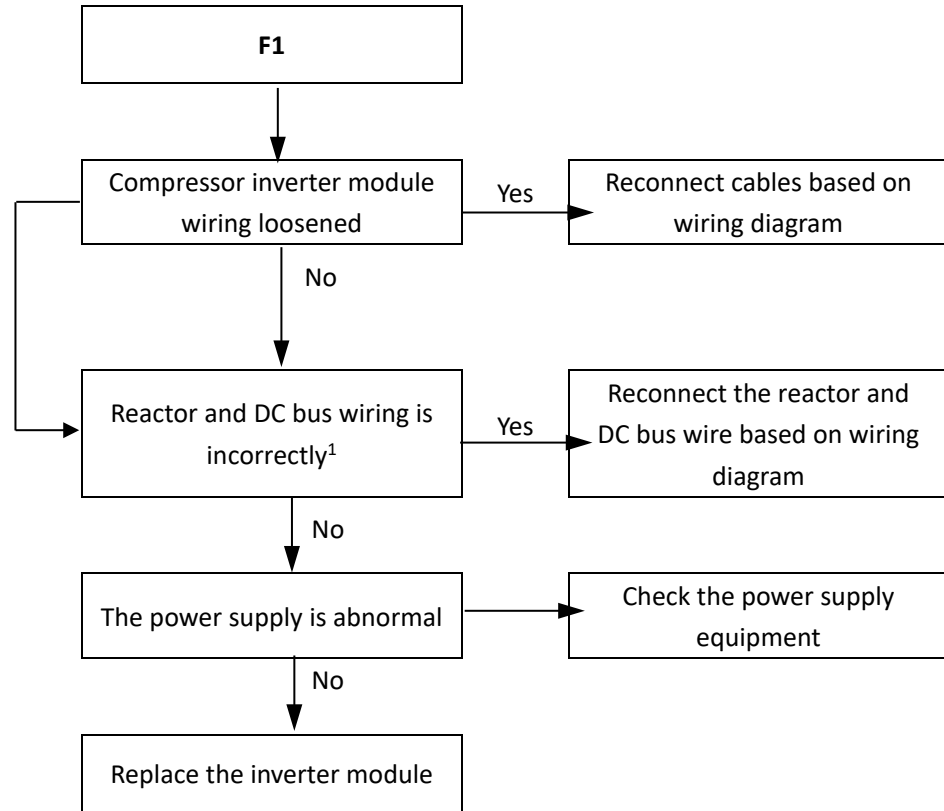 F1
Compressor inverter module
wiring loosened
Yes
Reconnect cables based on
wiring diagram
No
Reactor and DC bus wiring is
incorrectly¹
Yes
Reconnect the reactor and
DC bus wire based on wiring
diagram
No
The power supply is abnormal
Check the power supply
equipment
No
Replace the inverter module